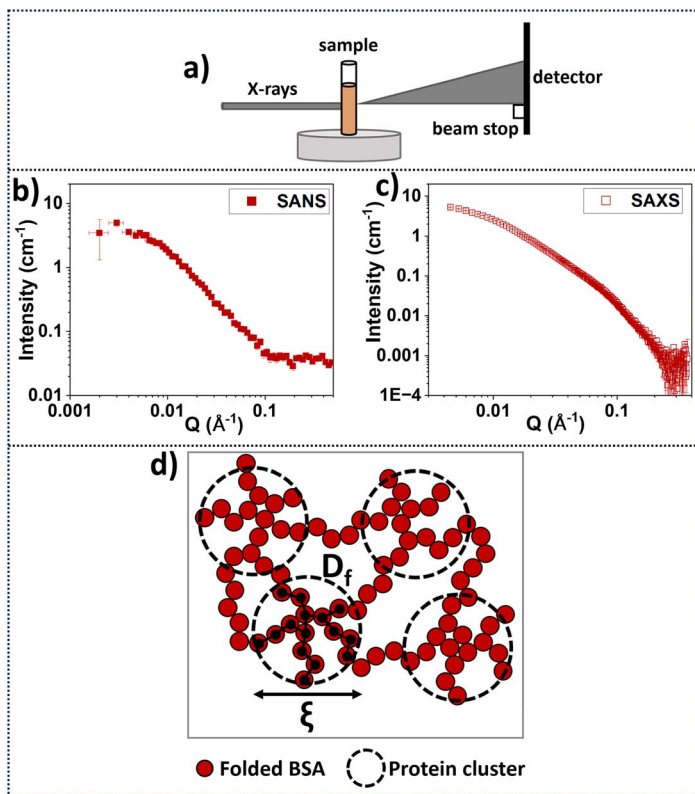 a)
sample
X-rays
detector
beam stop
b)
SANS
Intensity (cm⁻¹)
10
1
0.1
0.01
0.001
0.01
0.1
Q (Å⁻¹)
c)
SAXS
Intensity (cm⁻¹)
10
1
0.1
0.01
0.001
1E−4
0.01
0.1
Q (Å⁻¹)
d)
D_f
ξ
Folded BSA
Protein cluster